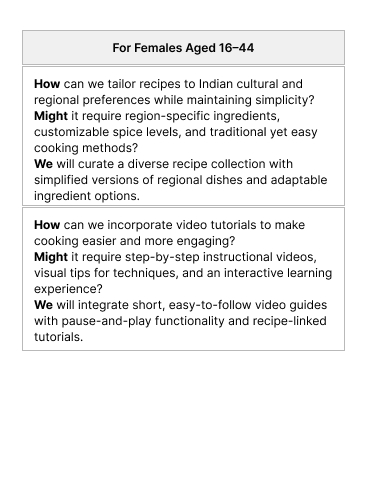 For Females Aged 16–44
How can we tailor recipes to Indian cultural and
regional preferences while maintaining simplicity?
Might it require region-specific ingredients,
customizable spice levels, and traditional yet easy
cooking methods?
We will curate a diverse recipe collection with
simplified versions of regional dishes and adaptable
ingredient options.
How can we incorporate video tutorials to make
cooking easier and more engaging?
Might it require step-by-step instructional videos,
visual tips for techniques, and an interactive learning
experience?
We will integrate short, easy-to-follow video guides
with pause-and-play functionality and recipe-linked
tutorials.